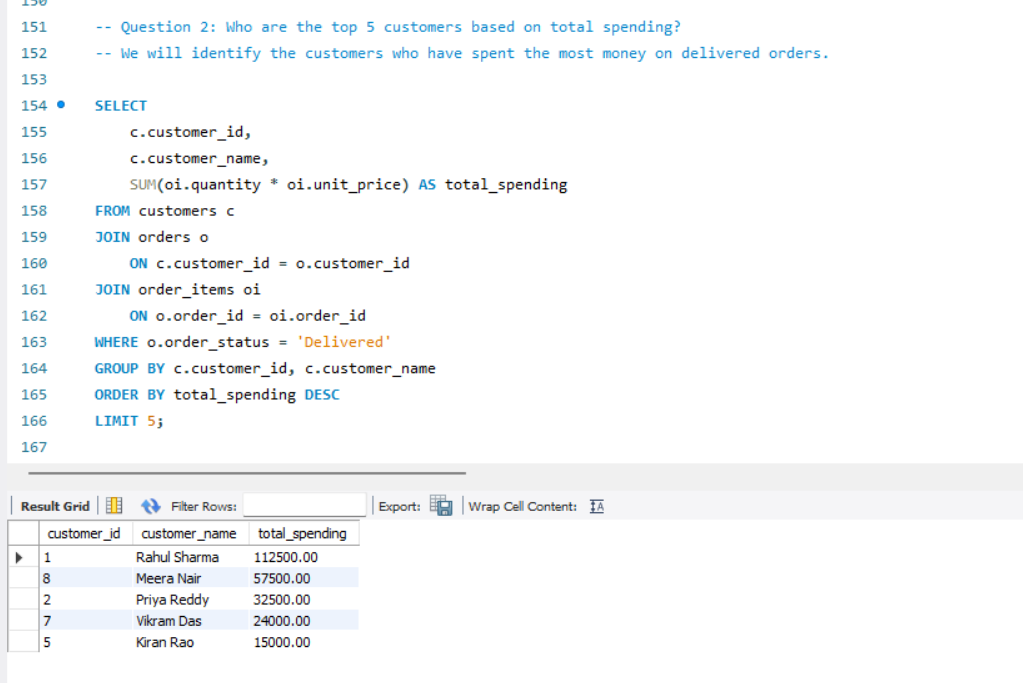 150
151 -- Question 2: Who are the top 5 customers based on total spending?
152 -- We will identify the customers who have spent the most money on delivered orders.
153
154 SELECT
155 c.customer_id,
156 c.customer_name,
157 SUM(oi.quantity * oi.unit_price) AS total_spending
158 FROM customers c
159 JOIN orders o
160 ON c.customer_id = o.customer_id
161 JOIN order_items oi
162 ON o.order_id = oi.order_id
163 WHERE o.order_status = 'Delivered'
164 GROUP BY c.customer_id, c.customer_name
165 ORDER BY total_spending DESC
166 LIMIT 5;
167
Result Grid Filter Rows: Export: Wrap Cell Content: IA
customer_id customer_name total_spending
1 Rahul Sharma 112500.00
8 Meera Nair 57500.00
2 Priya Reddy 32500.00
7 Vikram Das 24000.00
5 Kiran Rao 15000.00